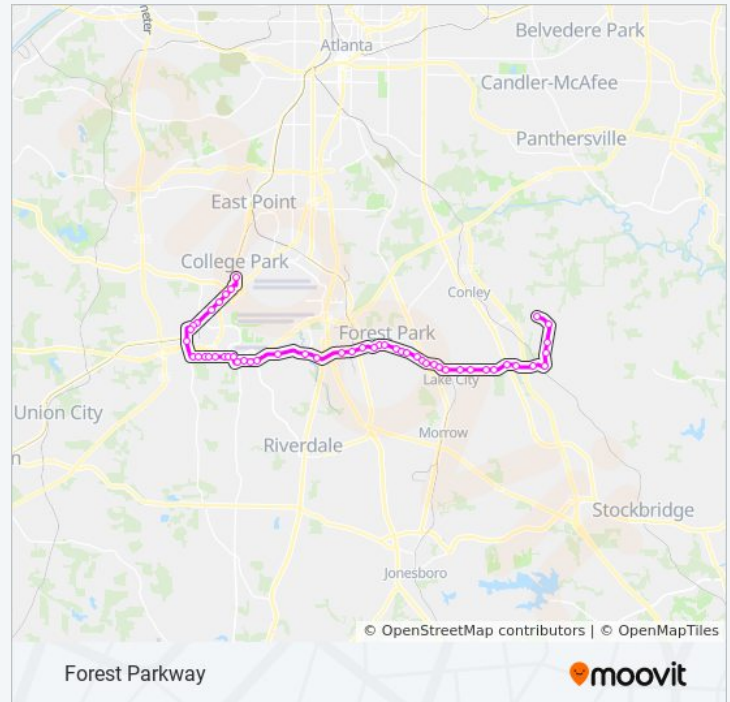 meter
Atlanta
Belvedere Park
Candler-McAfee
Panthersville
East Point
College Park
Conley
Forest Park
Lake City
Union City
Morrow
Riverdale
n
Stockbridge
Jonesboro
© OpenStreetMap contributors | © OpenMapTiles
Forest Parkway
moovit